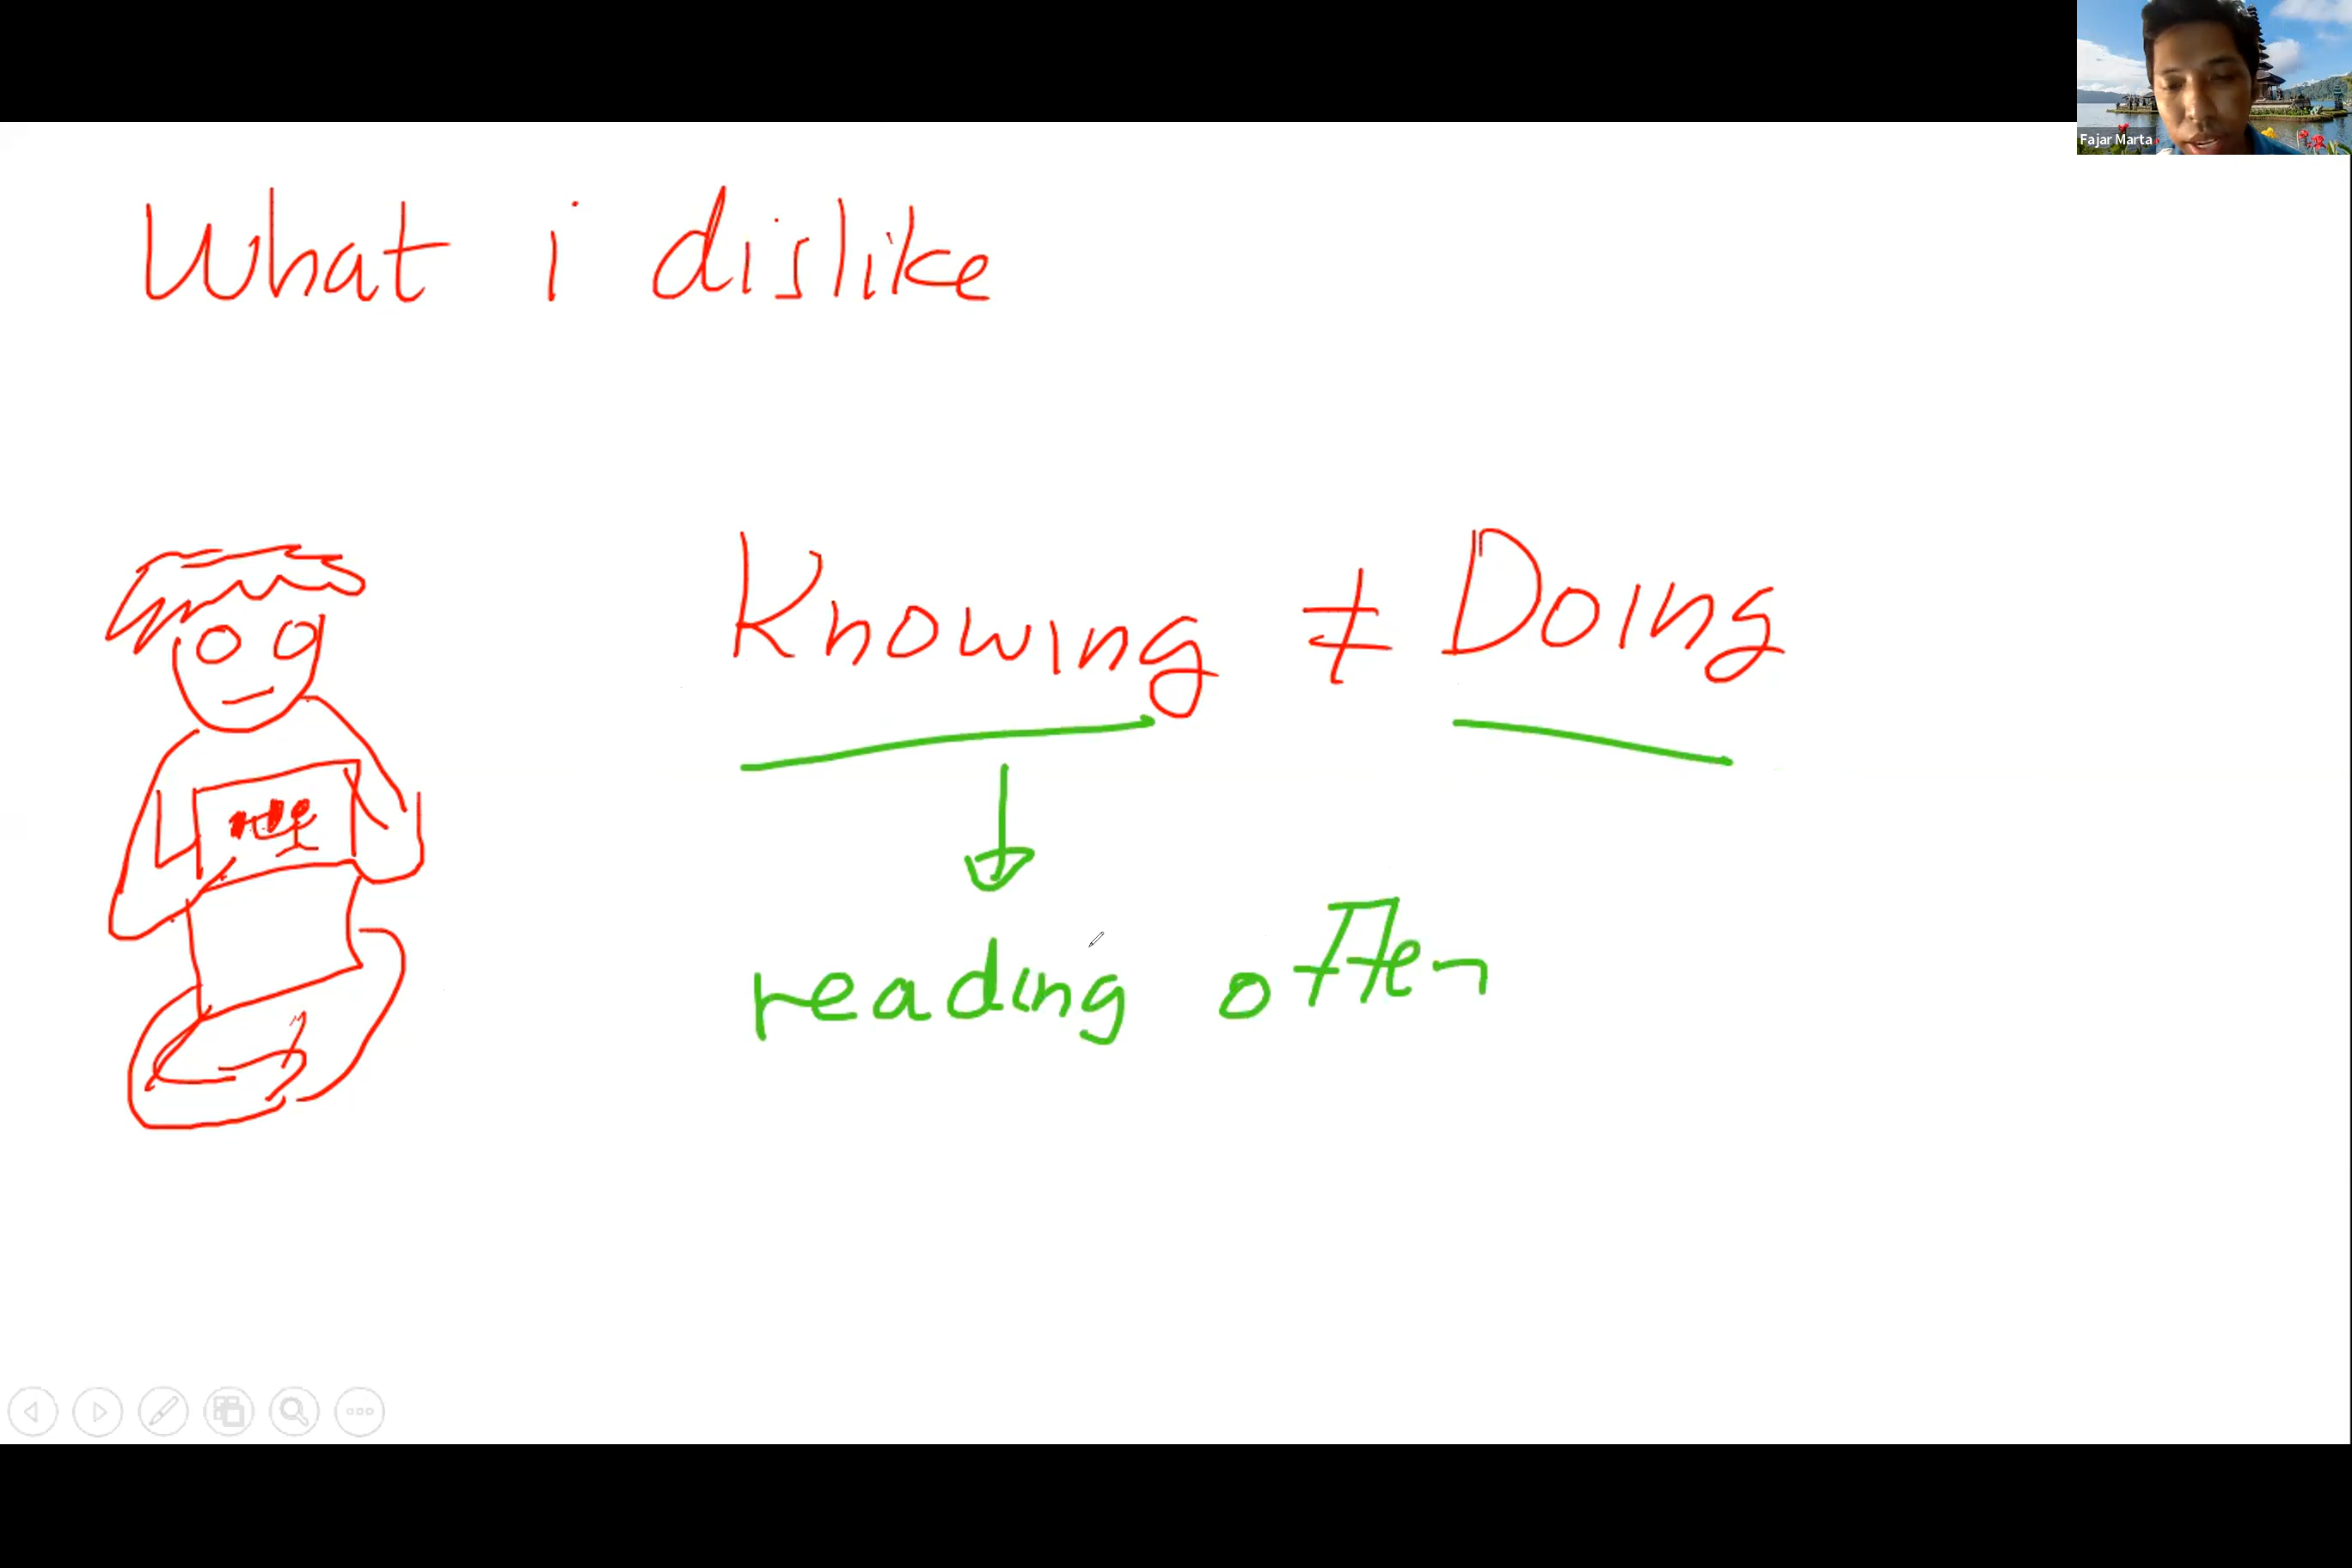 Fajar Marta
What i dislike
Knowing ≠ Doing
reading often